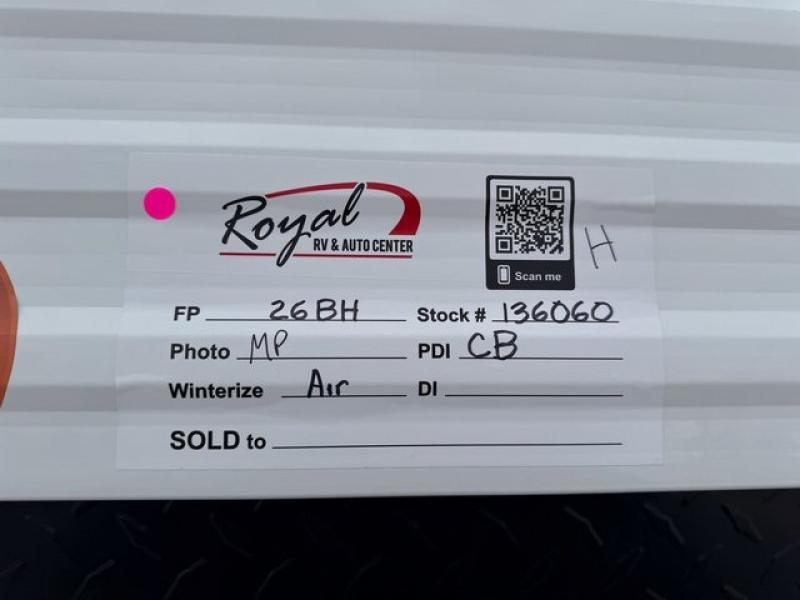 Royal
RV & AUTO CENTER
Scan me
H
FP 26BH Stock # 136060
Photo MP PDI CB
Winterize Air DI
SOLD to